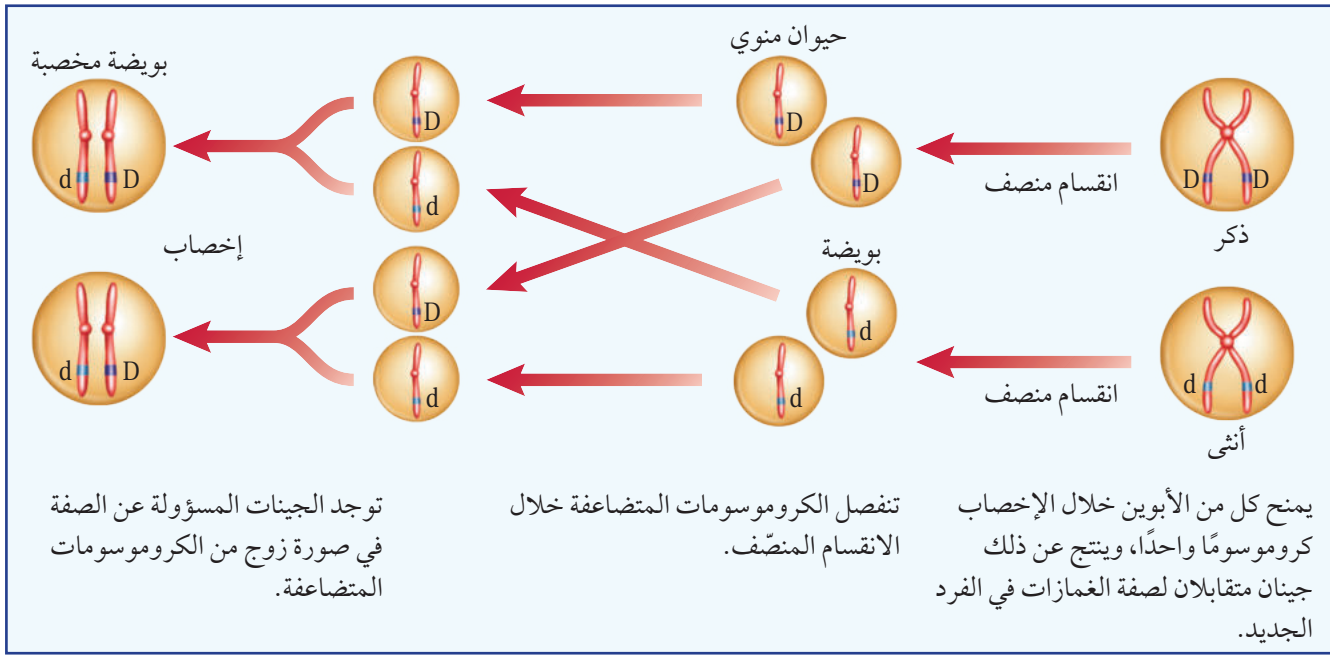 ذكر
D D
انقسام منصف
حيوان منوي
D
D
D
d
بويضة مخصبة
d D
أنثى
d d
انقسام منصف
بويضة
d
d
D
d
إخصاب
d D
يمنح كل من الأبوين خلال الإخصاب
كروموسومًا واحدًا، وينتج عن ذلك
جينان متقابلان لصفة الغمازات في الفرد
الجديد.
تنفصل الكروموسومات المتضاعفة خلال
الانقسام المنصّف.
توجد الجينات المسؤولة عن الصفة
في صورة زوج من الكروموسومات
المتضاعفة.